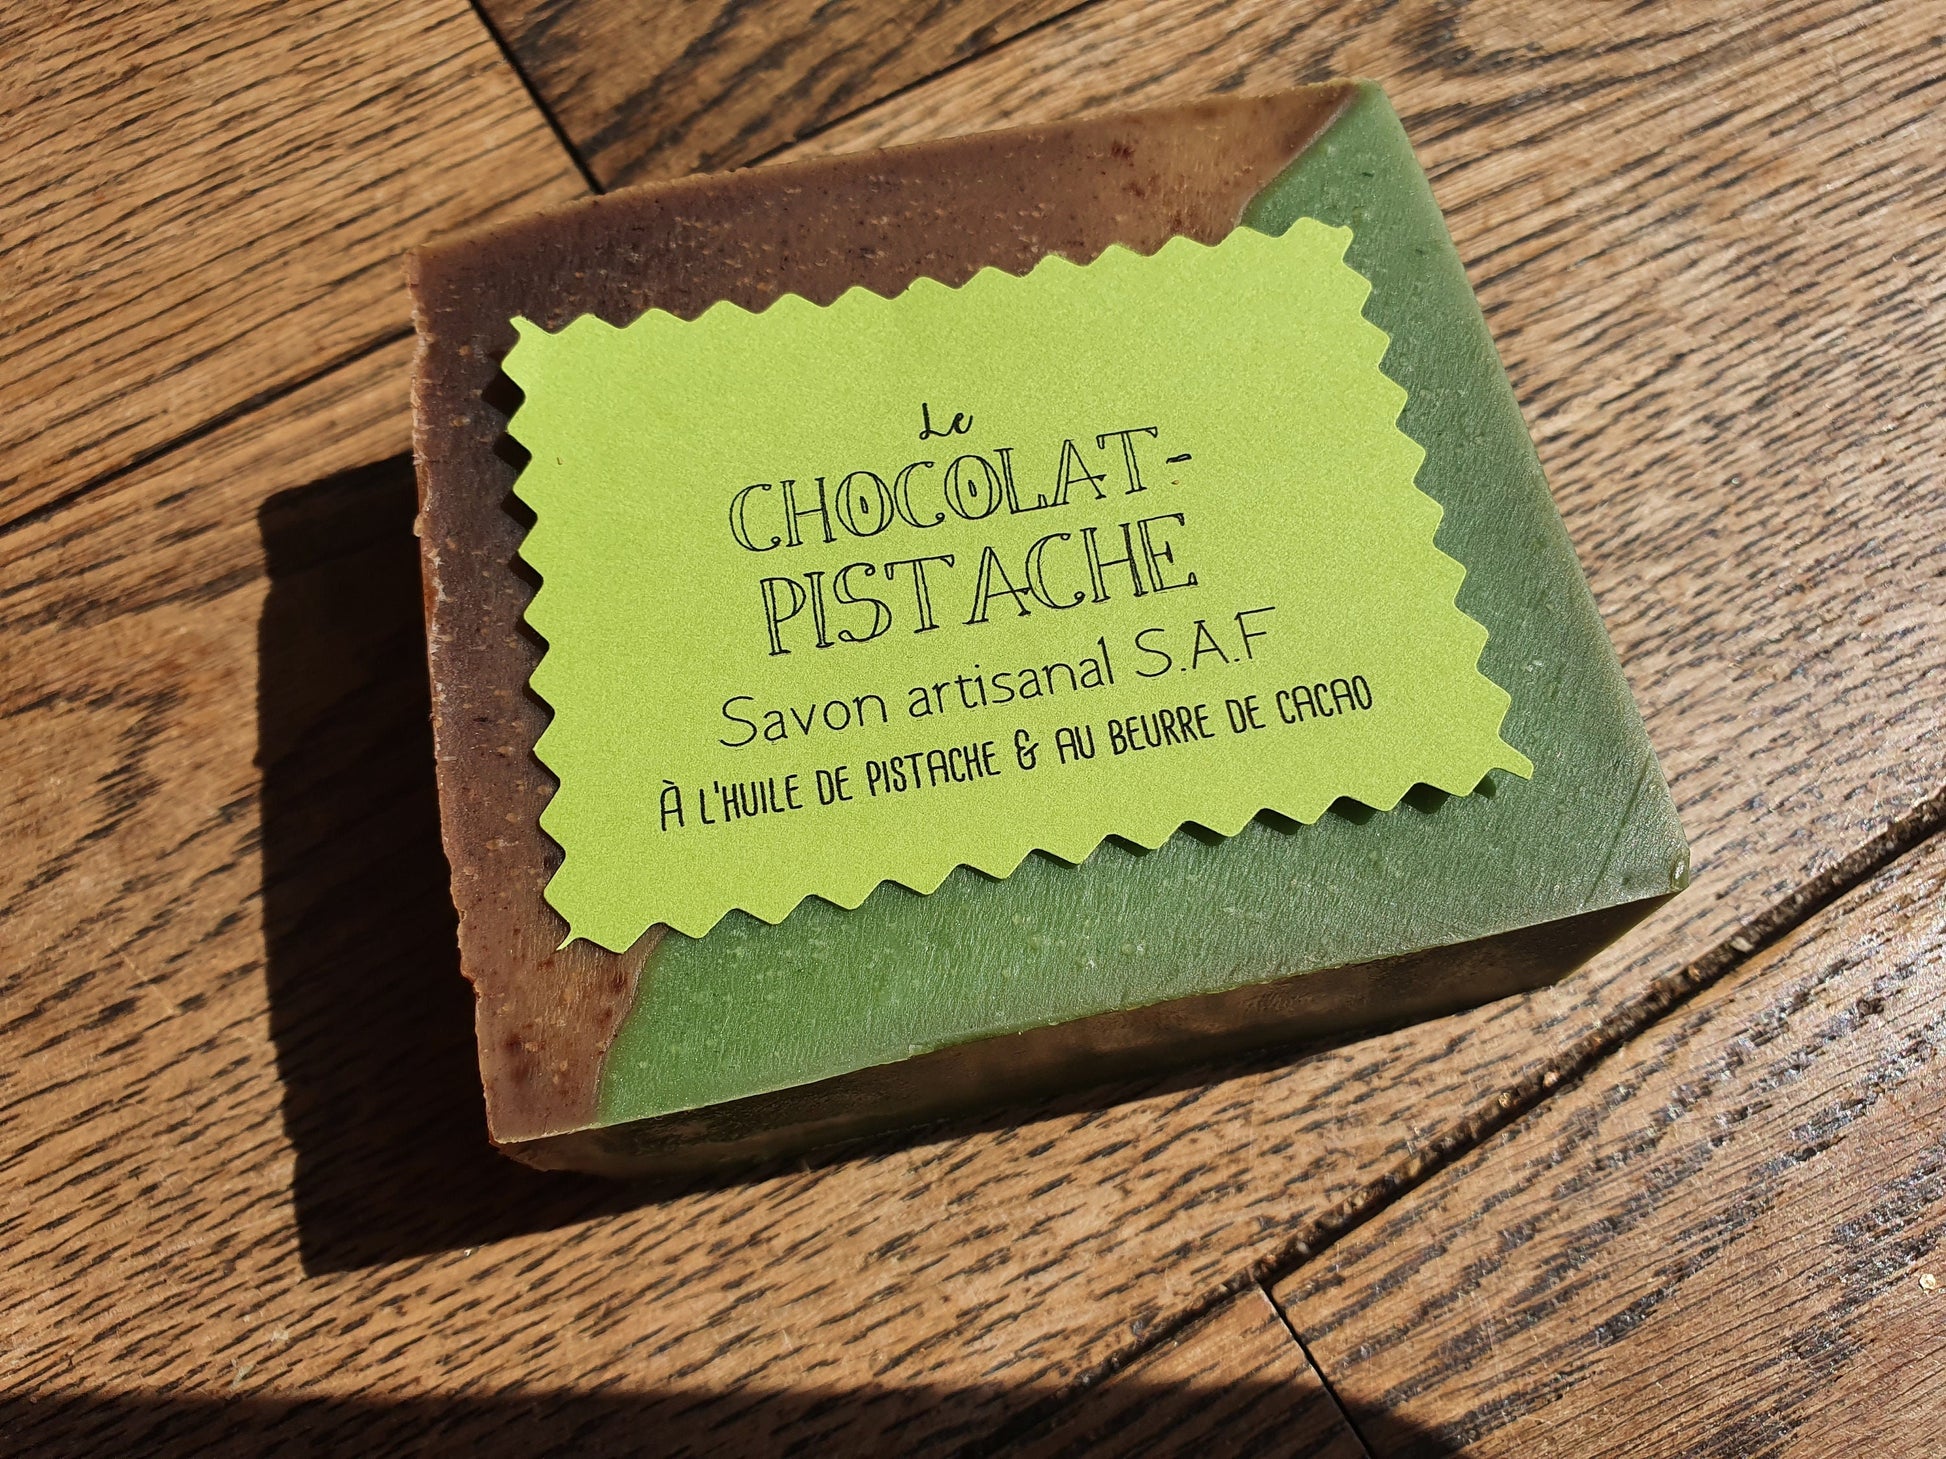 Le
CHOCOLAT-
PISTACHE
Savon artisanal S.A.F
À L'HUILE DE PISTACHE & AU BEURRE DE CACAO